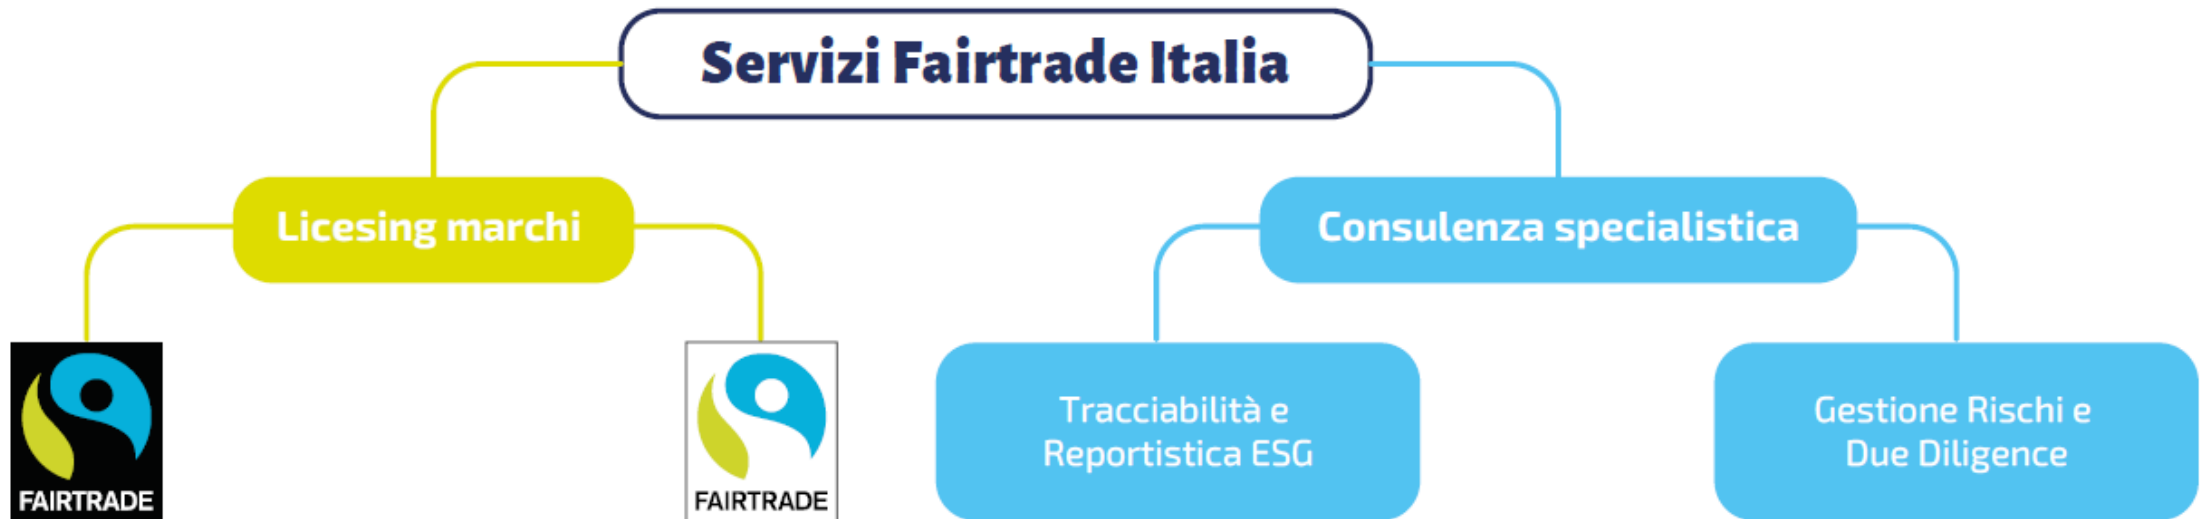 Servizi Fairtrade Italia
Licesing marchi
Consulenza specialistica
FAIRTRADE
FAIRTRADE
Tracciabilità e
Reportistica ESG
Gestione Rischi e
Due Diligence